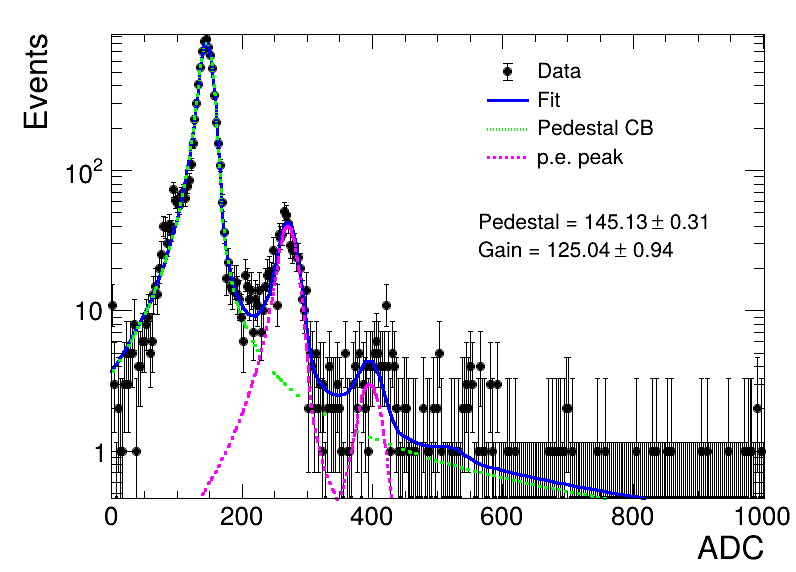 Events
Data
Fit
Pedestal CB
p.e. peak
Pedestal = 145.13 ± 0.31
Gain = 125.04 ± 0.94
10²
10
1
0 200 400 600 800 1000
ADC